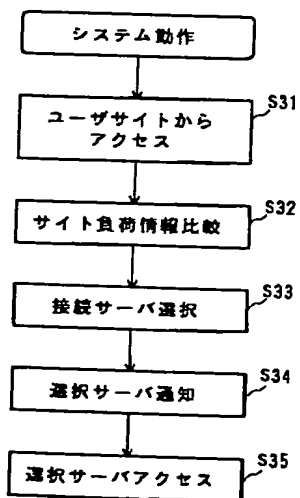 システム動作
S31
ユーザサイトから
アクセス
S32
サイト負荷情報比較
S33
接続サーバ選択
S34
選択サーバ通知
S35
選択サーバアクセス